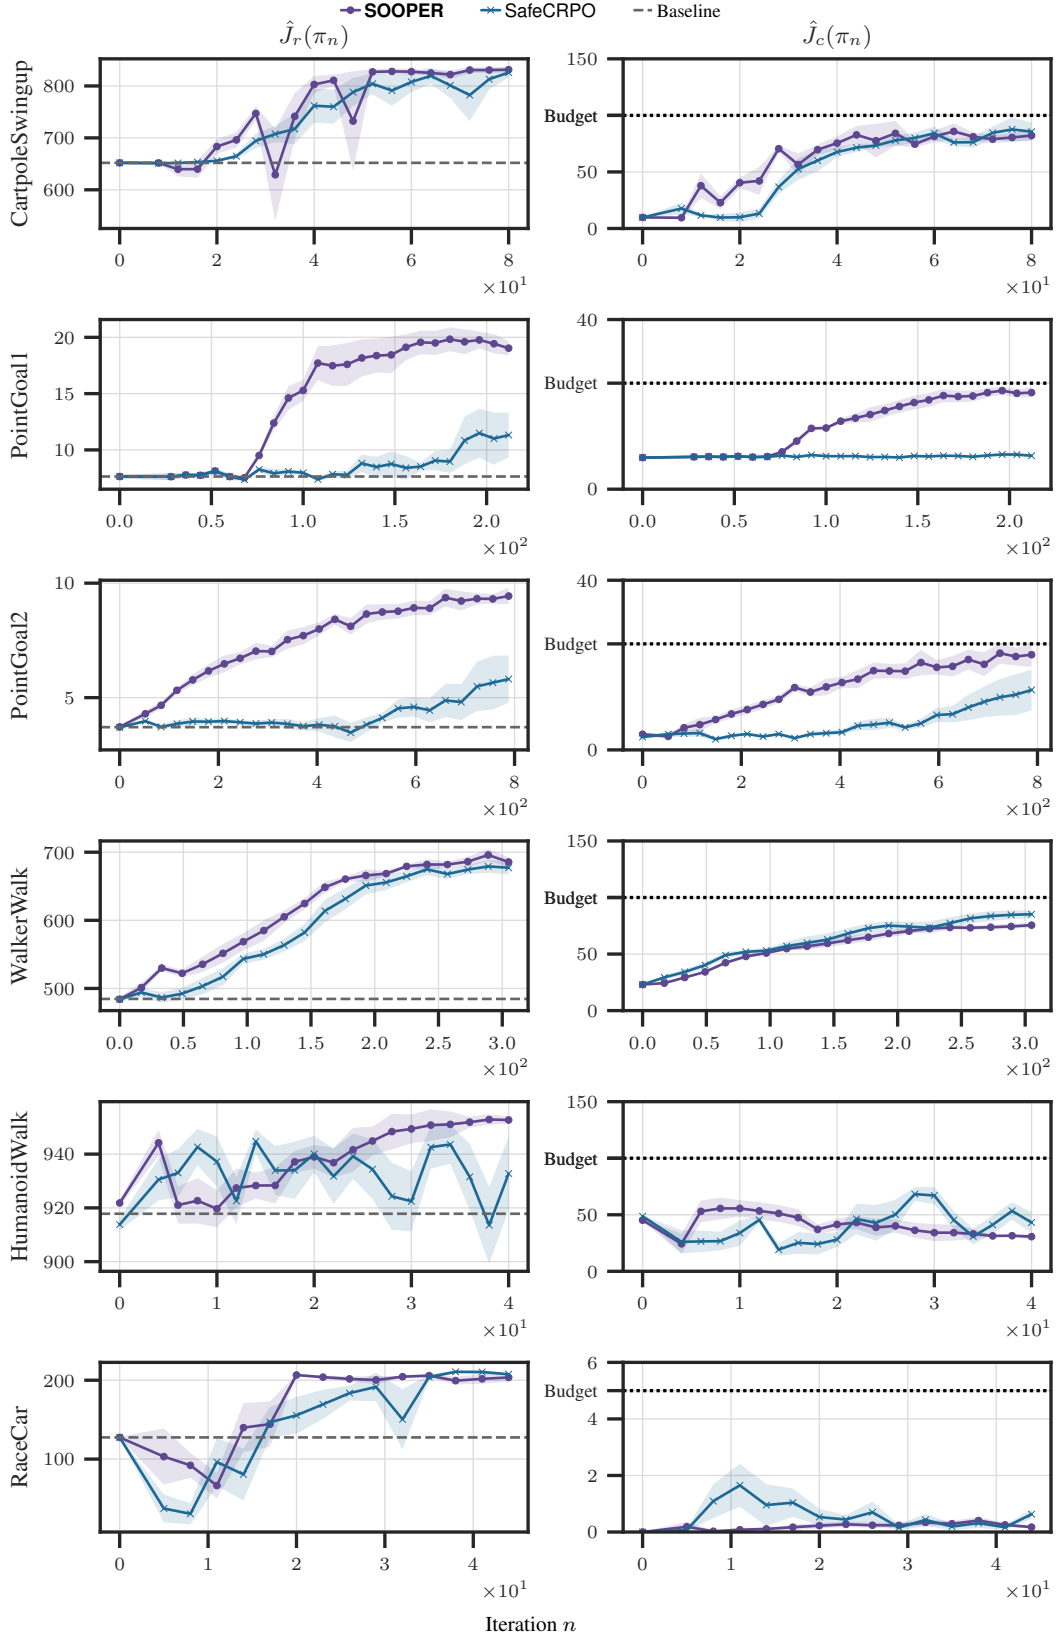 SOOPER SafeCRPO Baseline
Ĵ_r(π_n) Ĵ_c(π_n)
CartpoleSwingup
800
700
600
0 2 4 6 8
×10¹
150
Budget
50
0
0 2 4 6 8
×10¹
PointGoal1
20
15
10
0.0 0.5 1.0 1.5 2.0
×10²
40
Budget
0
0.0 0.5 1.0 1.5 2.0
×10²
PointGoal2
10
5
0 2 4 6 8
×10²
40
Budget
0
0 2 4 6 8
×10²
WalkerWalk
700
600
500
0.0 0.5 1.0 1.5 2.0 2.5 3.0
×10²
150
Budget
50
0
0.0 0.5 1.0 1.5 2.0 2.5 3.0
×10²
HumanoidWalk
940
920
900
0 1 2 3 4
×10¹
150
Budget
50
0
0 1 2 3 4
×10¹
RaceCar
200
100
0 1 2 3 4
×10¹
6
Budget
4
2
0
0 1 2 3 4
×10¹
Iteration n